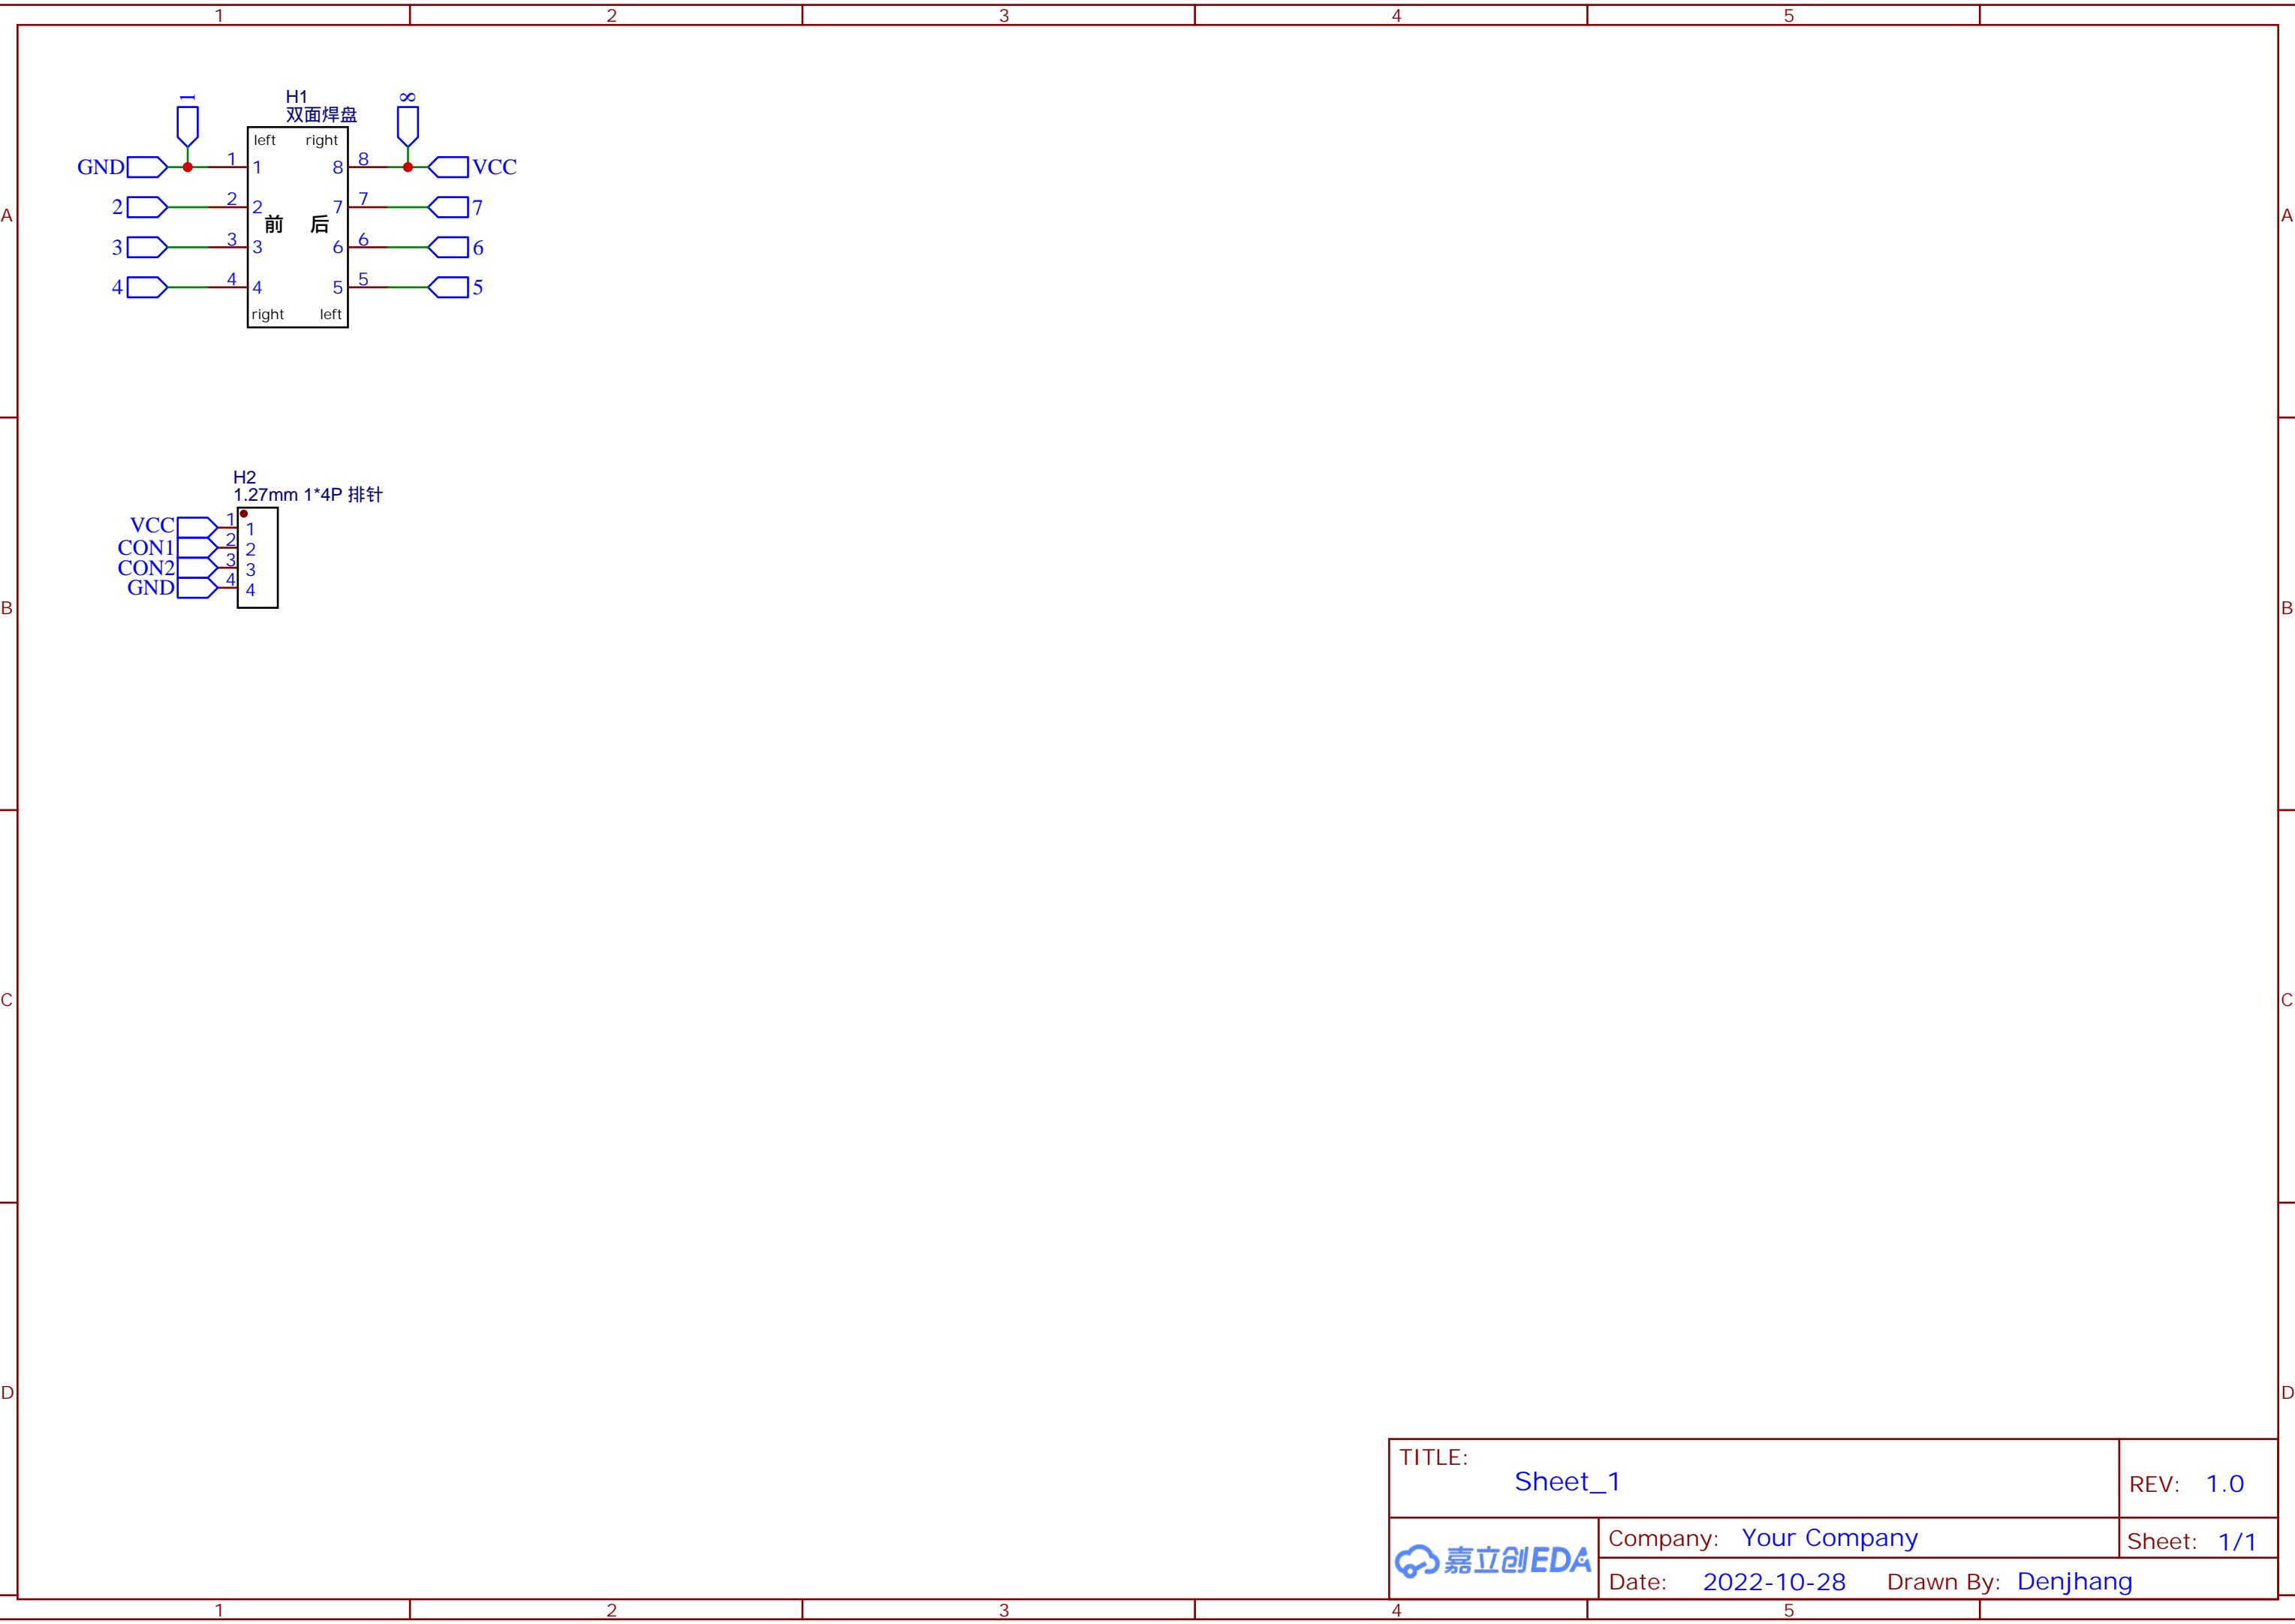 1 2 3 4 5
1 8
H1
双面焊盘
left right
GND 1 1 8 8 VCC
2 2 2 7 7 7
A A
前 后
3 3 3 6 6 6
4 4 4 5 5 5
right left
H2
1.27mm 1*4P 排针
VCC 1 1
CON1 2 2
CON2 3 3
GND 4 4
B B
C C
D D
TITLE:
Sheet_1
REV: 1.0
嘉立创EDA
Company: Your Company
Sheet: 1/1
Date: 2022-10-28 Drawn By: Denjhang
1 2 3 4 5